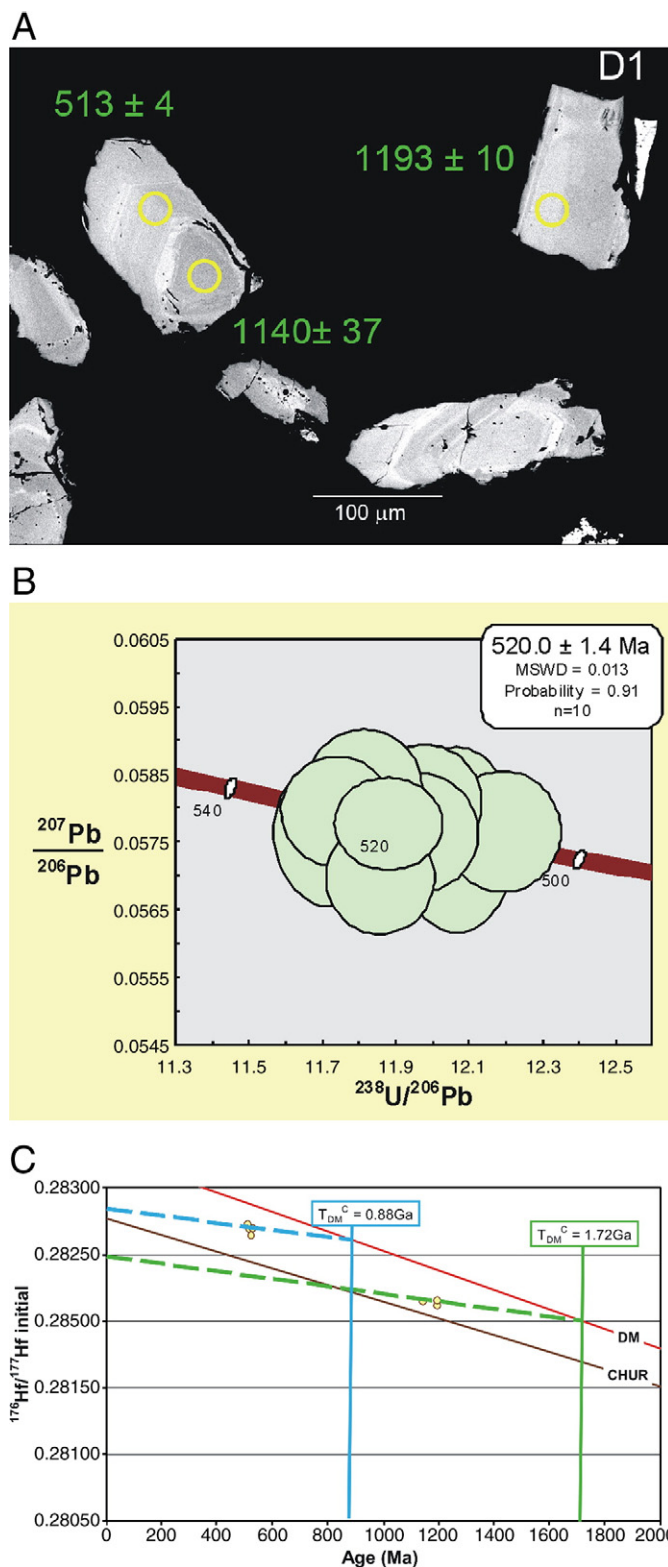 A
D1
513 ± 4
1193 ± 10
1140± 37
100 µm
B
0.0605
0.0595
0.0585
0.0575
0.0565
0.0555
0.0545
207Pb
206Pb
520.0 ± 1.4 Ma
MSWD = 0.013
Probability = 0.91
n=10
540
520
500
11.3 11.5 11.7 11.9 12.1 12.3 12.5
238U/206Pb
C
0.28300
0.28250
0.28500
0.28150
0.28100
0.28050
176Hf/177Hf initial
TDMC = 0.88Ga
TDMC = 1.72Ga
DM
CHUR
0 200 400 600 800 1000 1200 1400 1600 1800 2000
Age (Ma)